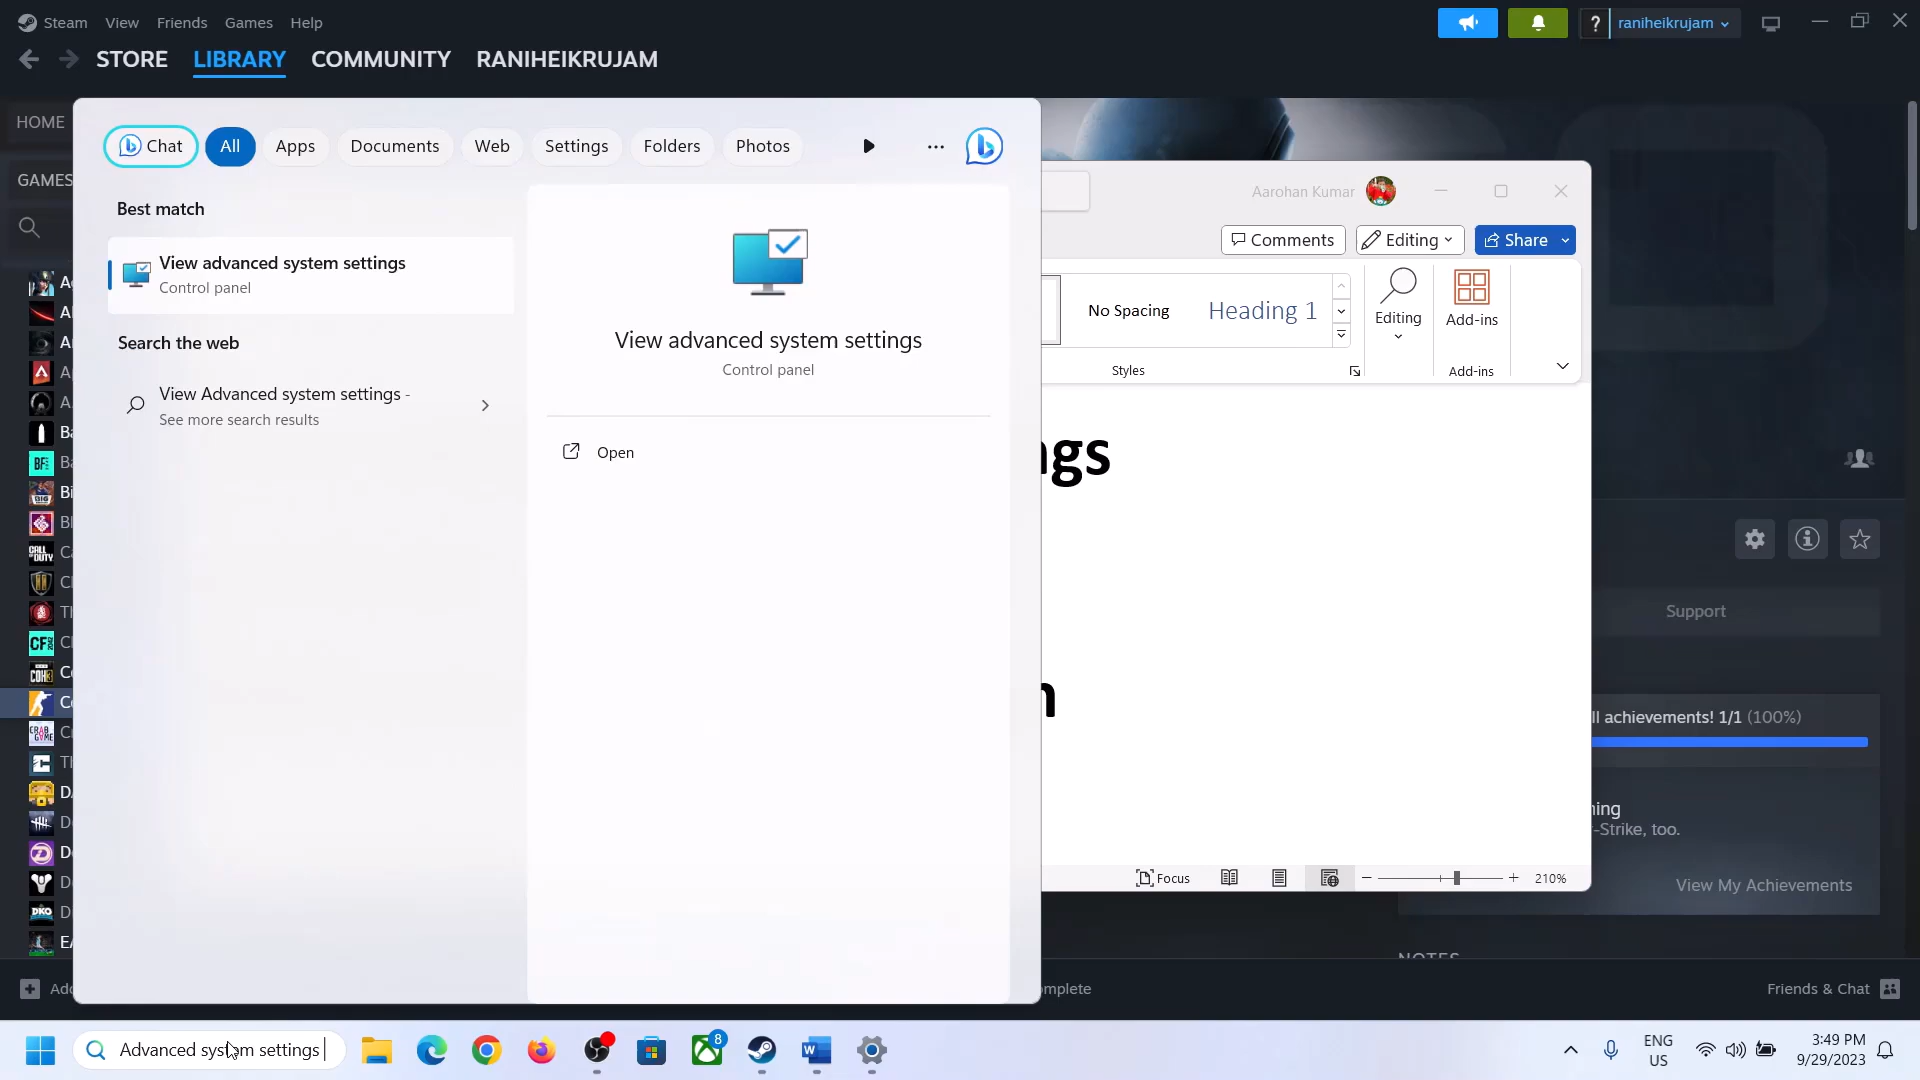 Steam View Friends Games Help
raniheikrujam
STORE LIBRARY COMMUNITY RANIHEIKRUJAM
HOME
GAMES
Chat All Apps Documents Web Settings Folders Photos
Best match
View advanced system settings
Control panel
Search the web
View Advanced system settings -
See more search results
View advanced system settings
Control panel
Open
Aarohan Kumar
Comments Editing Share
No Spacing Heading 1
Editing
Add-ins
Styles
Add-ins
ngs
n
Focus
210%
Support
ll achievements! 1/1 (100%)
-Strike, too.
View My Achievements
Friends & Chat
Advanced system settings
8
ENG
US
3:49 PM
9/29/2023